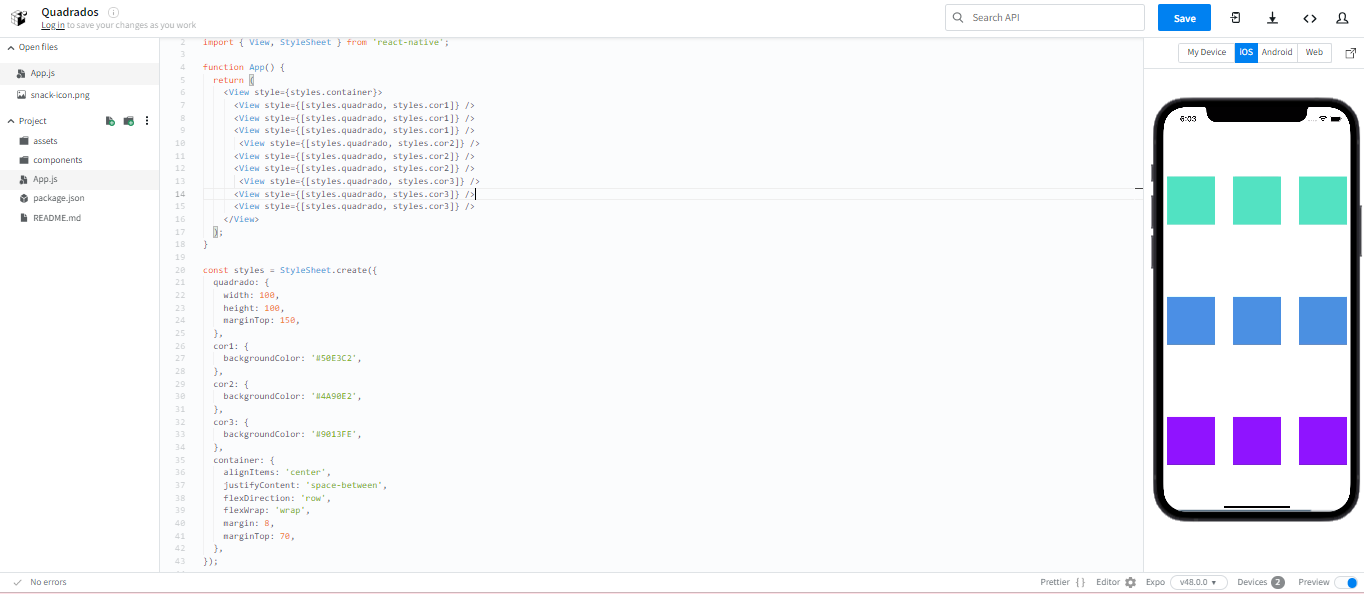 Quadrados
Log in to save your changes as you work
Search API
Save
Open files
App.js
snack-icon.png
Project
assets
components
App.js
package.json
README.md
2 import { View, StyleSheet } from 'react-native';
3
4 function App() {
5 return (
6 <View style={styles.container}>
7 <View style={[styles.quadrado, styles.cor1]} />
8 <View style={[styles.quadrado, styles.cor1]} />
9 <View style={[styles.quadrado, styles.cor1]} />
10 <View style={[styles.quadrado, styles.cor2]} />
11 <View style={[styles.quadrado, styles.cor2]} />
12 <View style={[styles.quadrado, styles.cor2]} />
13 <View style={[styles.quadrado, styles.cor3]} />
14 <View style={[styles.quadrado, styles.cor3]} />
15 <View style={[styles.quadrado, styles.cor3]} />
16 </View>
17 );
18 }
19
20 const styles = StyleSheet.create({
21 quadrado: {
22 width: 100,
23 height: 100,
24 marginTop: 150,
25 },
26 cor1: {
27 backgroundColor: '#50E3C2',
28 },
29 cor2: {
30 backgroundColor: '#4A90E2',
31 },
32 cor3: {
33 backgroundColor: '#9013FE',
34 },
35 container: {
36 alignItems: 'center',
37 justifyContent: 'space-between',
38 flexDirection: 'row',
39 flexWrap: 'wrap',
40 margin: 8,
41 marginTop: 70,
42 },
43 });
My Device iOS Android Web
6:03
No errors
Prettier {} Editor Expo v48.0.0 Devices 2 Preview